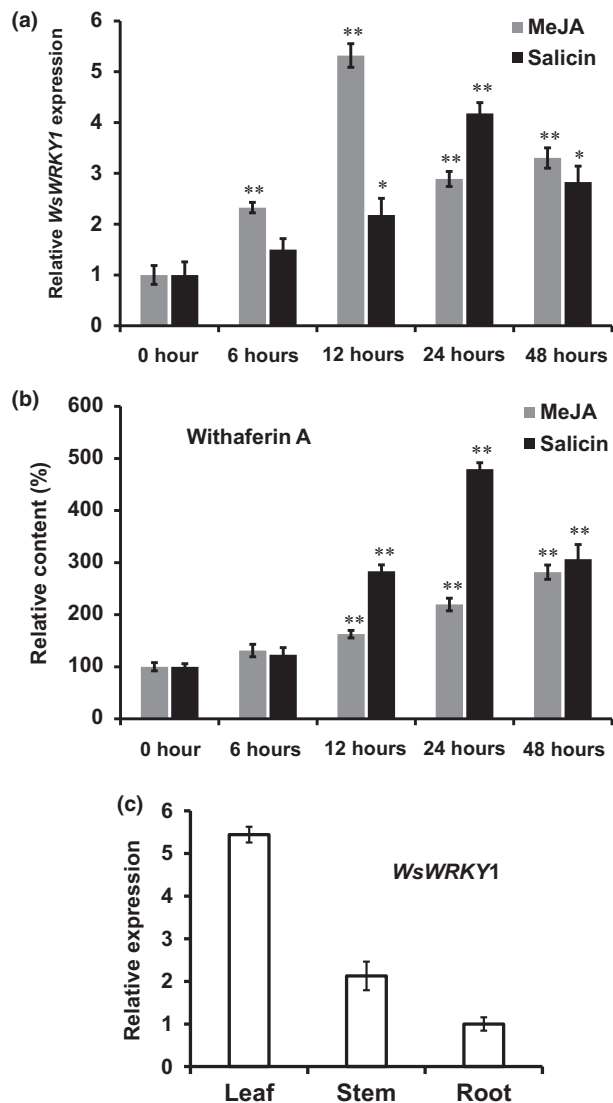 (a)
Relative WsWRKY1 expression
6
5
4
3
2
1
0
MeJA
Salicin
**
**
*
**
**
**
*
0 hour 6 hours 12 hours 24 hours 48 hours
(b)
Relative content (%)
600
500
400
300
200
100
0
Withaferin A
MeJA
Salicin
**
**
**
**
**
**
0 hour 6 hours 12 hours 24 hours 48 hours
(c)
Relative expression
6
5
4
3
2
1
0
WsWRKY1
Leaf Stem Root